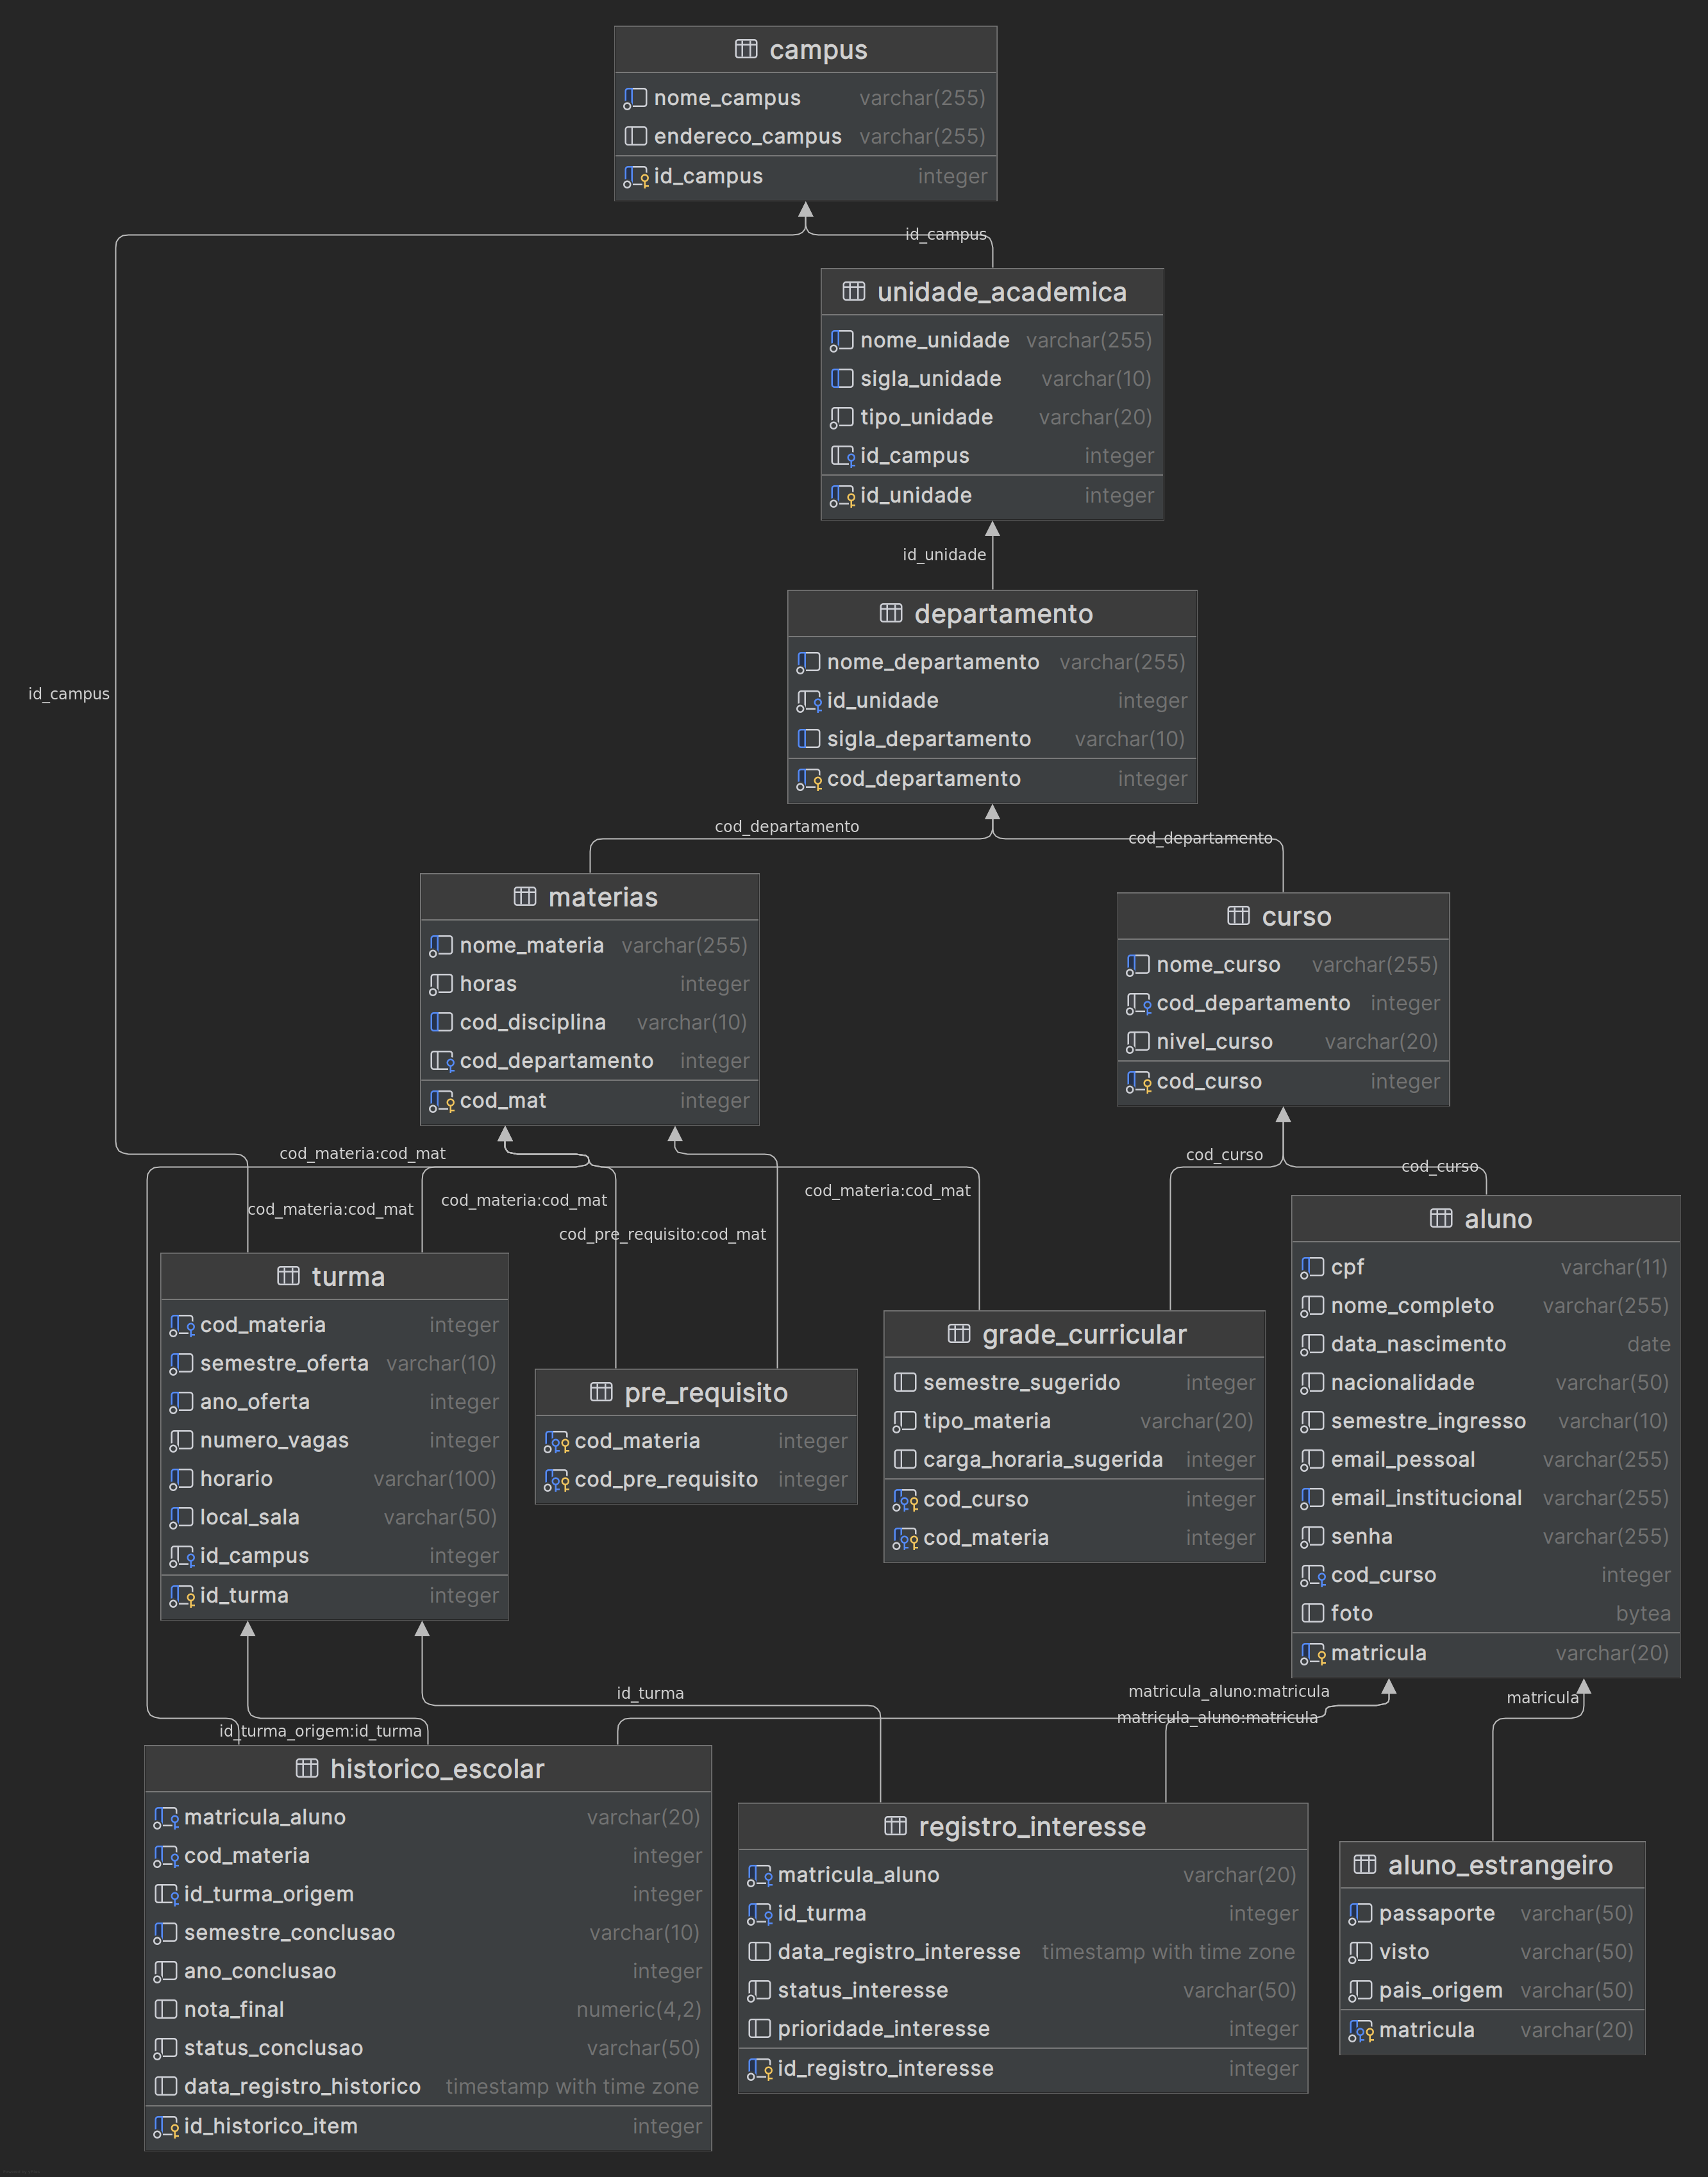 campus
nome_campus varchar(255)
endereco_campus varchar(255)
id_campus integer
id_campus
unidade_academica
nome_unidade varchar(255)
sigla_unidade varchar(10)
tipo_unidade varchar(20)
id_campus integer
id_unidade integer
id_unidade
departamento
nome_departamento varchar(255)
id_unidade integer
sigla_departamento varchar(10)
cod_departamento integer
id_campus
cod_departamento
cod_departamento
materias
nome_materia varchar(255)
horas integer
cod_disciplina varchar(10)
cod_departamento integer
cod_mat integer
curso
nome_curso varchar(255)
cod_departamento integer
nivel_curso varchar(20)
cod_curso integer
cod_materia:cod_mat
cod_materia:cod_mat
cod_materia:cod_mat
cod_pre_requisito:cod_mat
cod_materia:cod_mat
cod_curso
cod_curso
turma
cod_materia integer
semestre_oferta varchar(10)
ano_oferta integer
numero_vagas integer
horario varchar(100)
local_sala varchar(50)
id_campus integer
id_turma integer
pre_requisito
cod_materia integer
cod_pre_requisito integer
grade_curricular
semestre_sugerido integer
tipo_materia varchar(20)
carga_horaria_sugerida integer
cod_curso integer
cod_materia integer
aluno
cpf varchar(11)
nome_completo varchar(255)
data_nascimento date
nacionalidade varchar(50)
semestre_ingresso varchar(10)
email_pessoal varchar(255)
email_institucional varchar(255)
senha varchar(255)
cod_curso integer
foto bytea
matricula varchar(20)
id_turma_origem:id_turma
id_turma
matricula_aluno:matricula
matricula_aluno:matricula
matricula
historico_escolar
matricula_aluno varchar(20)
cod_materia integer
id_turma_origem integer
semestre_conclusao varchar(10)
ano_conclusao integer
nota_final numeric(4,2)
status_conclusao varchar(50)
data_registro_historico timestamp with time zone
id_historico_item integer
registro_interesse
matricula_aluno varchar(20)
id_turma integer
data_registro_interesse timestamp with time zone
status_interesse varchar(50)
prioridade_interesse integer
id_registro_interesse integer
aluno_estrangeiro
passaporte varchar(50)
visto varchar(50)
pais_origem varchar(50)
matricula varchar(20)